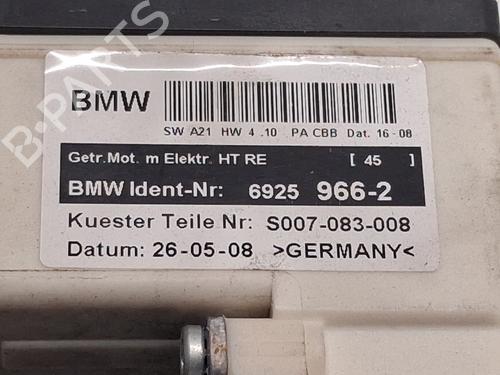 BMW
SW A21 HW 4 .10 PA CBB Dat. 16-08
Getr.Mot. m Elektr. HT RE [ 45 ]
BMW Ident-Nr: 6925 966-2
Kuester Teile Nr: S007-083-008
Datum: 26-05-08 >GERMANY<
B-PARTS